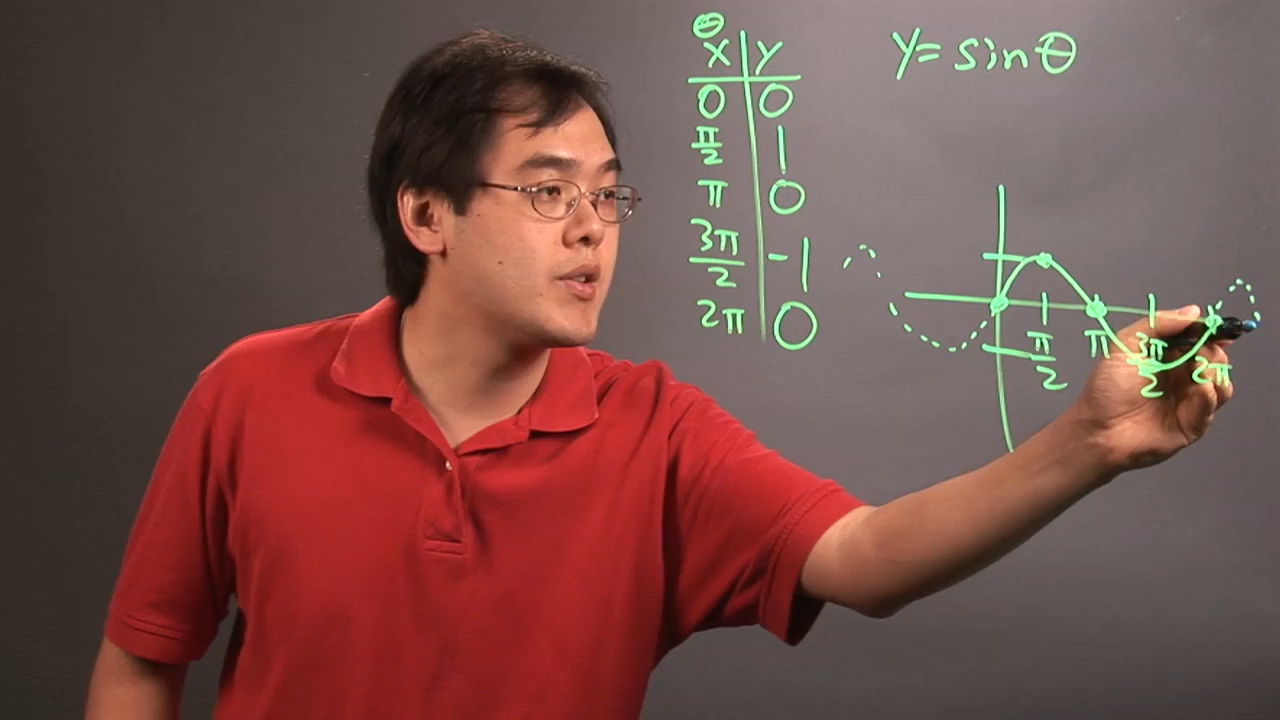 θ
X Y
0 0
π/2 1
π 0
3π/2 -1
2π 0
y = sin θ
π/2 π 3π/2 2π